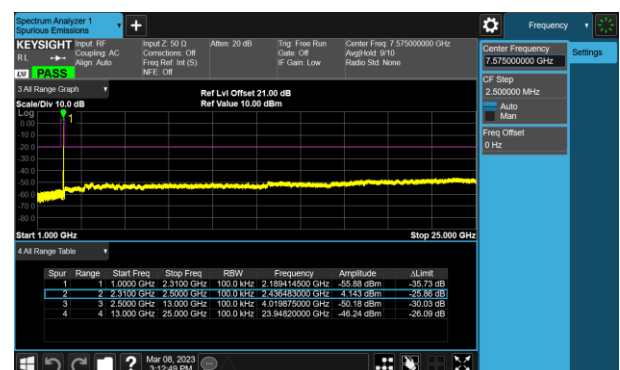 Spectrum Analyzer 1
Spurious Emissions
Frequency
KEYSIGHT
Input: RF
Input Z: 50 Ω
Atten: 20 dB
Trig: Free Run
Center Freq: 7.575000000 GHz
RL
Coupling: AC
Corrections: Off
Gate: Off
Avg|Hold: 9/10
Align: Auto
Freq Ref: Int (S)
IF Gain: Low
Radio Std: None
LXI
PASS
NFE: Off
Center Frequency
7.575000000 GHz
Settings
CF Step
2.500000 MHz
Auto
Man
Freq Offset
0 Hz
3 All Range Graph
Ref Lvl Offset 21.00 dB
Scale/Div 10.0 dB
Ref Value 10.00 dBm
Log
1
0.00
-10.0
-20.0
-30.0
-40.0
-50.0
-60.0
-70.0
-80.0
Start 1.000 GHz
Stop 25.000 GHz
4 All Range Table
Spur Range Start Freq Stop Freq RBW Frequency Amplitude ΔLimit
1 1 1.0000 GHz 2.3100 GHz 100.0 kHz 2.189414500 GHz -55.88 dBm -35.73 dB
2 2 2.3100 GHz 2.5000 GHz 100.0 kHz 2.436483000 GHz 4.143 dBm -25.86 dB
3 3 2.5000 GHz 13.000 GHz 100.0 kHz 4.019875000 GHz -50.18 dBm -30.03 dB
4 4 13.000 GHz 25.000 GHz 100.0 kHz 23.94820000 GHz -46.24 dBm -26.09 dB
?
Mar 08, 2023
3:12:49 PM